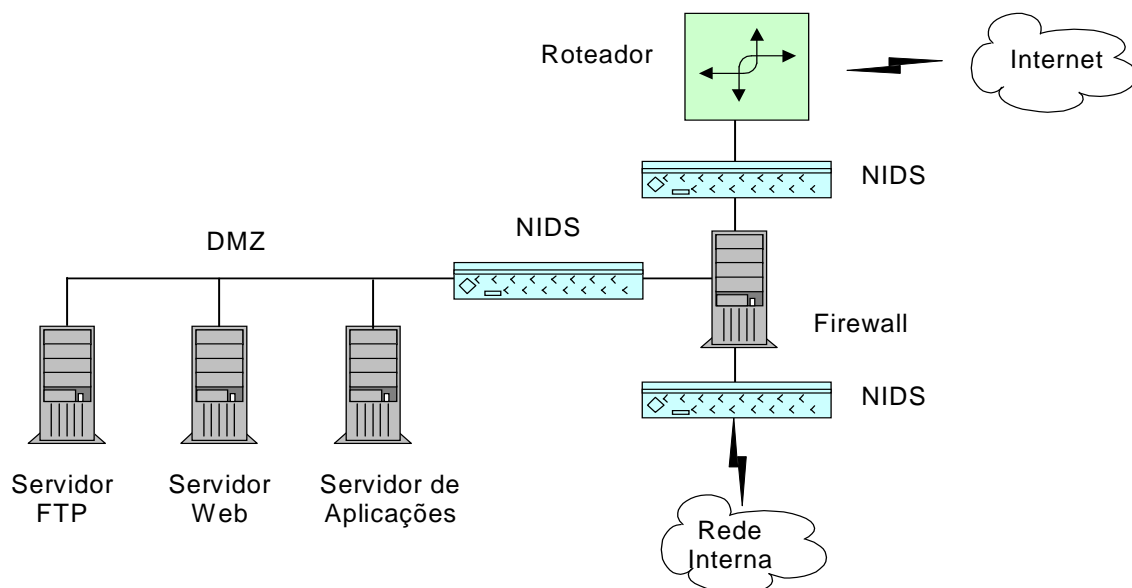 Roteador
Internet
NIDS
DMZ
NIDS
Firewall
NIDS
Servidor
FTP
Servidor
Web
Servidor de
Aplicações
Rede
Interna